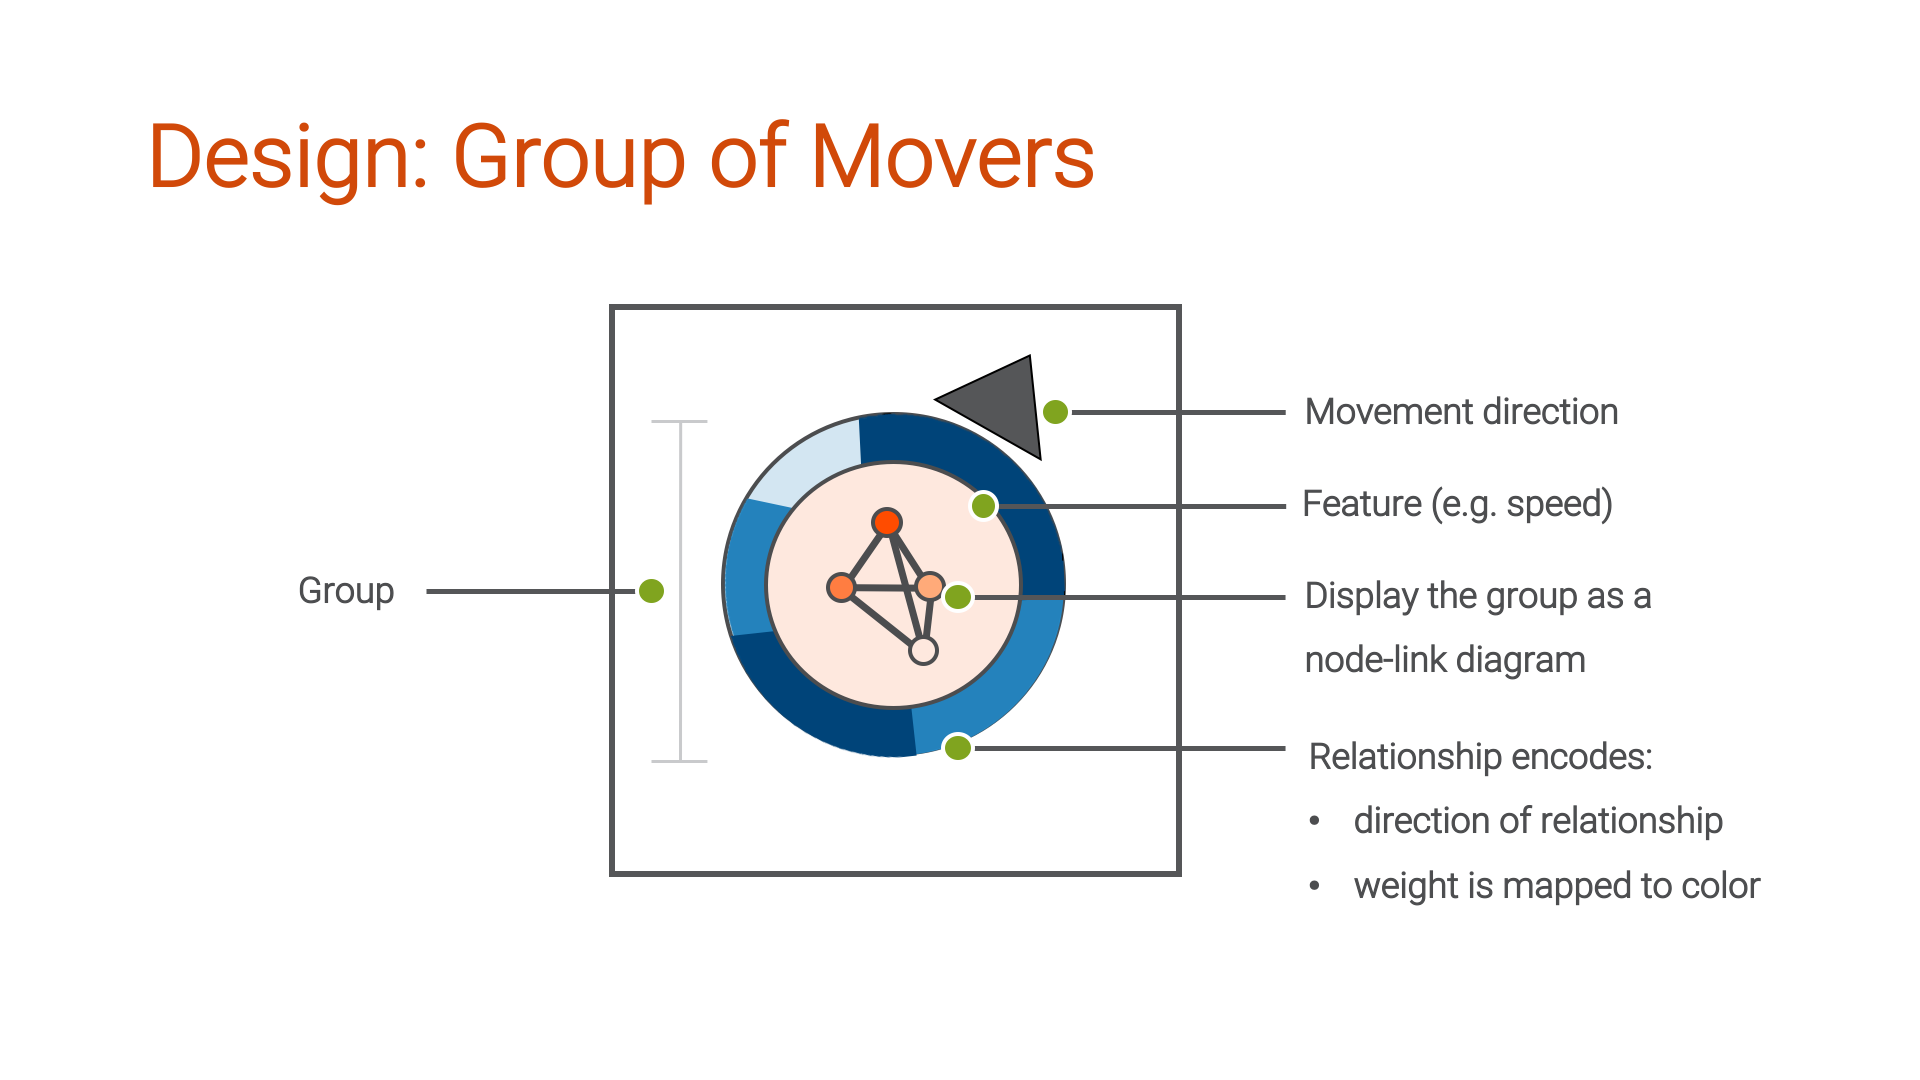 Design: Group of Movers
Group
Movement direction
Feature (e.g. speed)
Display the group as a
node-link diagram
Relationship encodes:
• direction of relationship
• weight is mapped to color